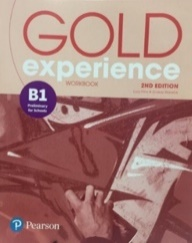 GOLD
experience
WORKBOOK
2ND EDITION
B1
Preliminary
for Schools
Pearson